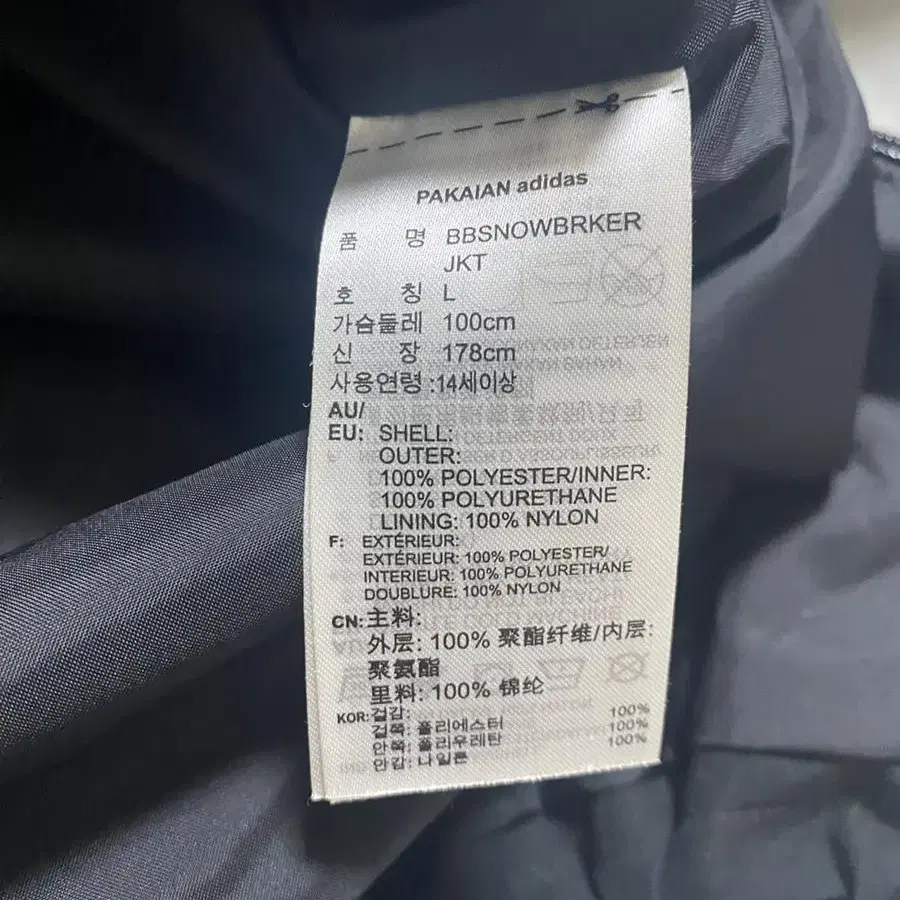 PAKAIAN adidas
품 명 BBSNOWBRKER
JKT
호 칭 L
가슴둘레 100cm
신 장 178cm
사용연령 :14세이상
AU/
EU: SHELL:
OUTER:
100% POLYESTER/INNER:
100% POLYURETHANE
LINING: 100% NYLON
F: EXTÉRIEUR:
EXTÉRIEUR: 100% POLYESTER/
INTERIEUR: 100% POLYURETHANE
DOUBLURE: 100% NYLON
CN:主料:
外层: 100% 聚酯纤维/内层:
聚氨酯
里料: 100% 锦纶
KOR:겉감:
겉쪽: 폴리에스터 100%
안쪽: 폴리우레탄 100%
안감: 나일론 100%